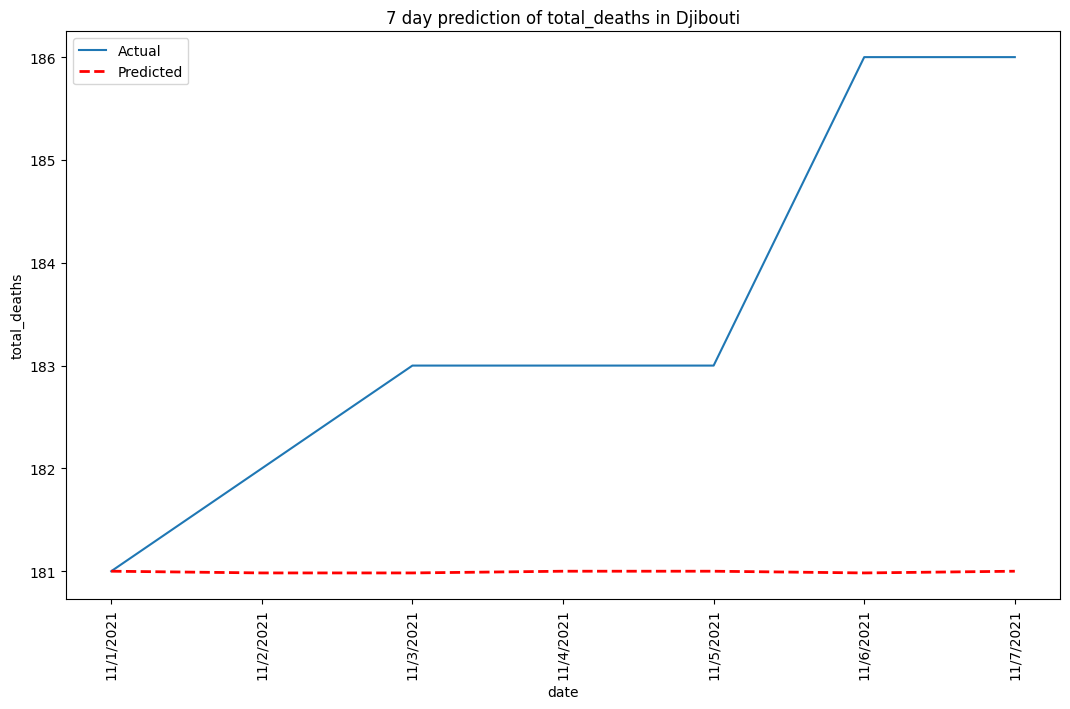 7 day prediction of total_deaths in Djibouti
Actual
Predicted
186
185
184
183
182
181
total_deaths
11/1/2021
11/2/2021
11/3/2021
11/4/2021
11/5/2021
11/6/2021
11/7/2021
date